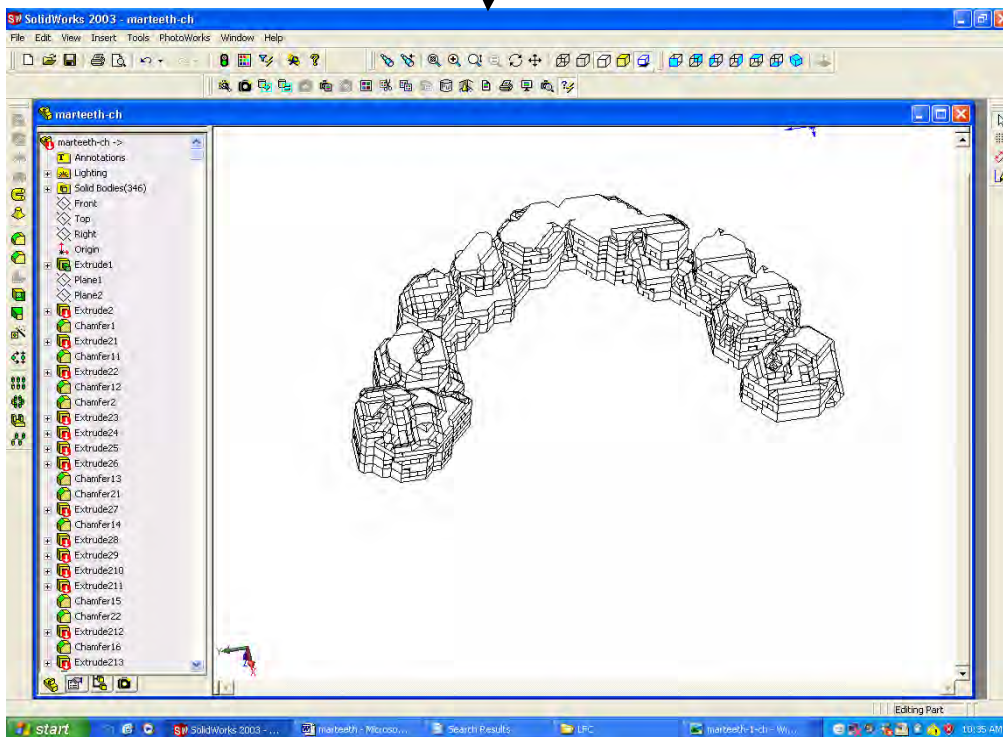 SolidWorks 2003 - marteeth-ch
File Edit View Insert Tools PhotoWorks Window Help
marteeth-ch
marteeth-ch ->
Annotations
Lighting
Solid Bodies(346)
Front
Top
Right
Origin
Extrude1
Plane1
Plane2
Extrude2
Chamfer1
Extrude21
Chamfer11
Extrude22
Chamfer12
Chamfer2
Extrude23
Extrude24
Extrude25
Extrude26
Chamfer13
Chamfer21
Extrude27
Chamfer14
Extrude28
Extrude29
Extrude210
Extrude211
Chamfer15
Chamfer22
Extrude212
Chamfer16
Extrude213
Y
X
Editing Part
start SolidWorks 2003 - ... marteeth - Microso... Search Results marteeth-1-ch - Wi... 10:35 AM